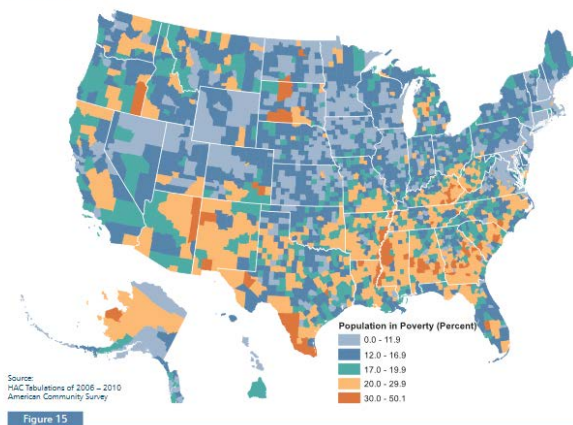 Population in Poverty (Percent)
0.0 - 11.9
12.0 - 16.9
17.0 - 19.9
20.0 - 29.9
30.0 - 50.1
Source:
HAC Tabulations of 2006 – 2010
American Community Survey
Figure 15